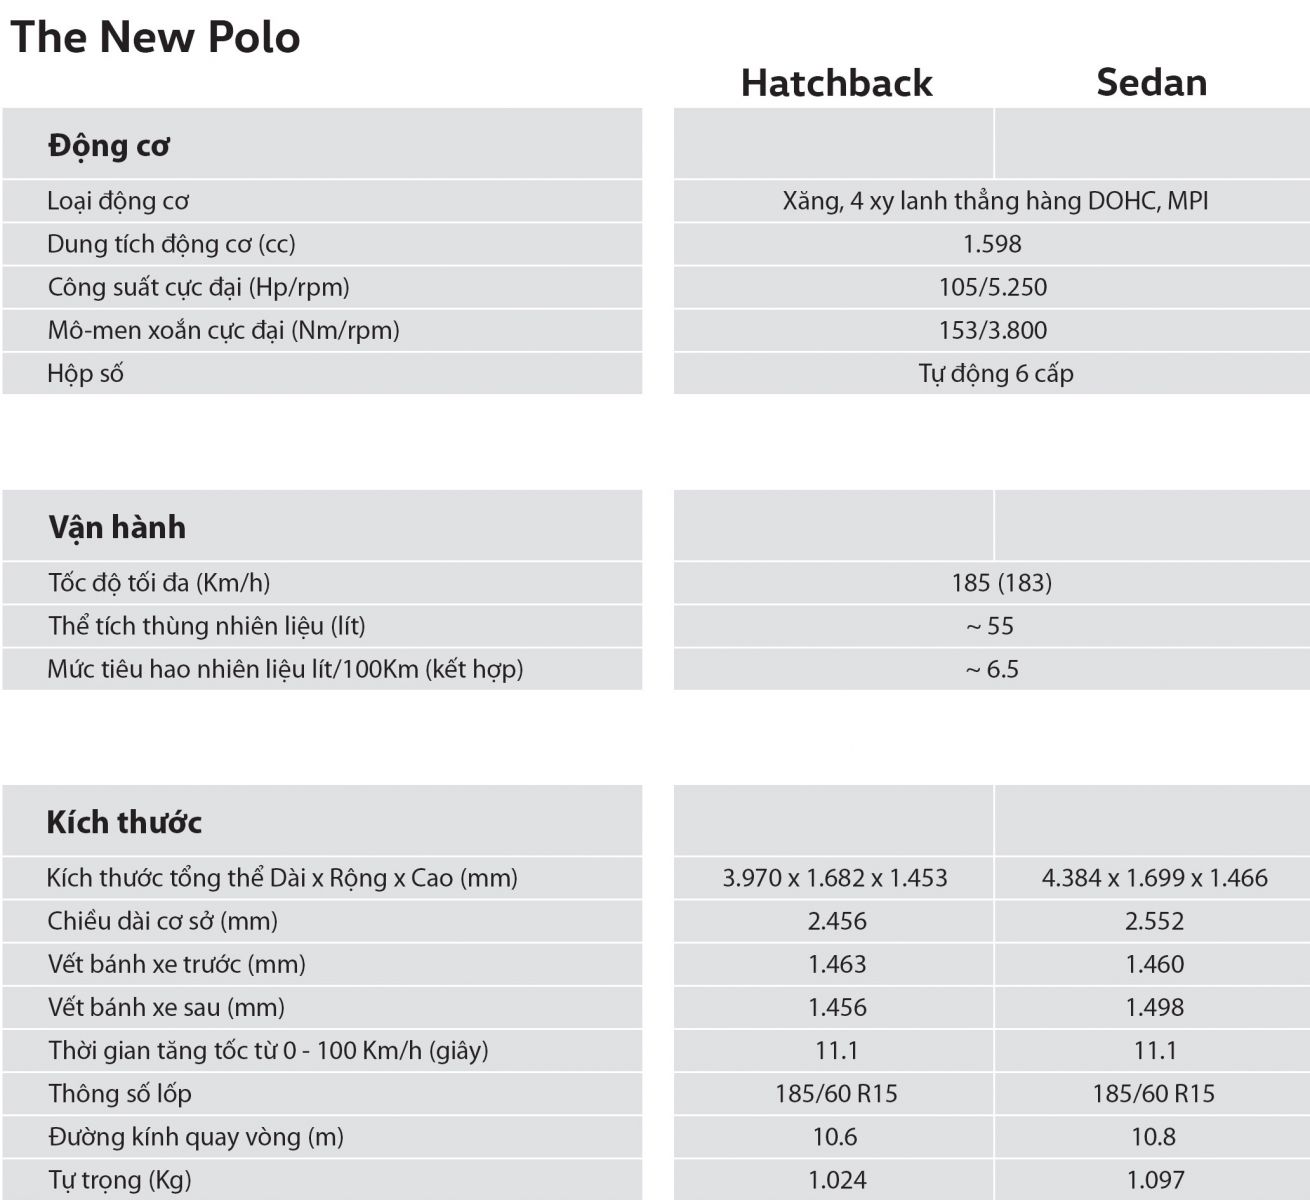 The New Polo
Hatchback Sedan
Động cơ
Loại động cơ Xăng, 4 xy lanh thẳng hàng DOHC, MPI
Dung tích động cơ (cc) 1.598
Công suất cực đại (Hp/rpm) 105/5.250
Mô-men xoắn cực đại (Nm/rpm) 153/3.800
Hộp số Tự động 6 cấp
Vận hành
Tốc độ tối đa (Km/h) 185 (183)
Thể tích thùng nhiên liệu (lít) ~ 55
Mức tiêu hao nhiên liệu lít/100Km (kết hợp) ~ 6.5
Kích thước
Kích thước tổng thể Dài x Rộng x Cao (mm) 3.970 x 1.682 x 1.453 4.384 x 1.699 x 1.466
Chiều dài cơ sở (mm) 2.456 2.552
Vết bánh xe trước (mm) 1.463 1.460
Vết bánh xe sau (mm) 1.456 1.498
Thời gian tăng tốc từ 0 - 100 Km/h (giây) 11.1 11.1
Thông số lốp 185/60 R15 185/60 R15
Đường kính quay vòng (m) 10.6 10.8
Tự trọng (Kg) 1.024 1.097